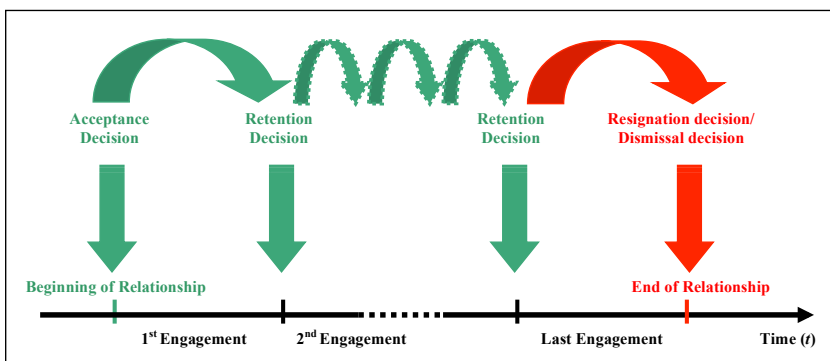 Acceptance
Decision
Retention
Decision
Retention
Decision
Resignation decision/
Dismissal decision
Beginning of Relationship
End of Relationship
1st Engagement
2nd Engagement
Last Engagement
Time (t)